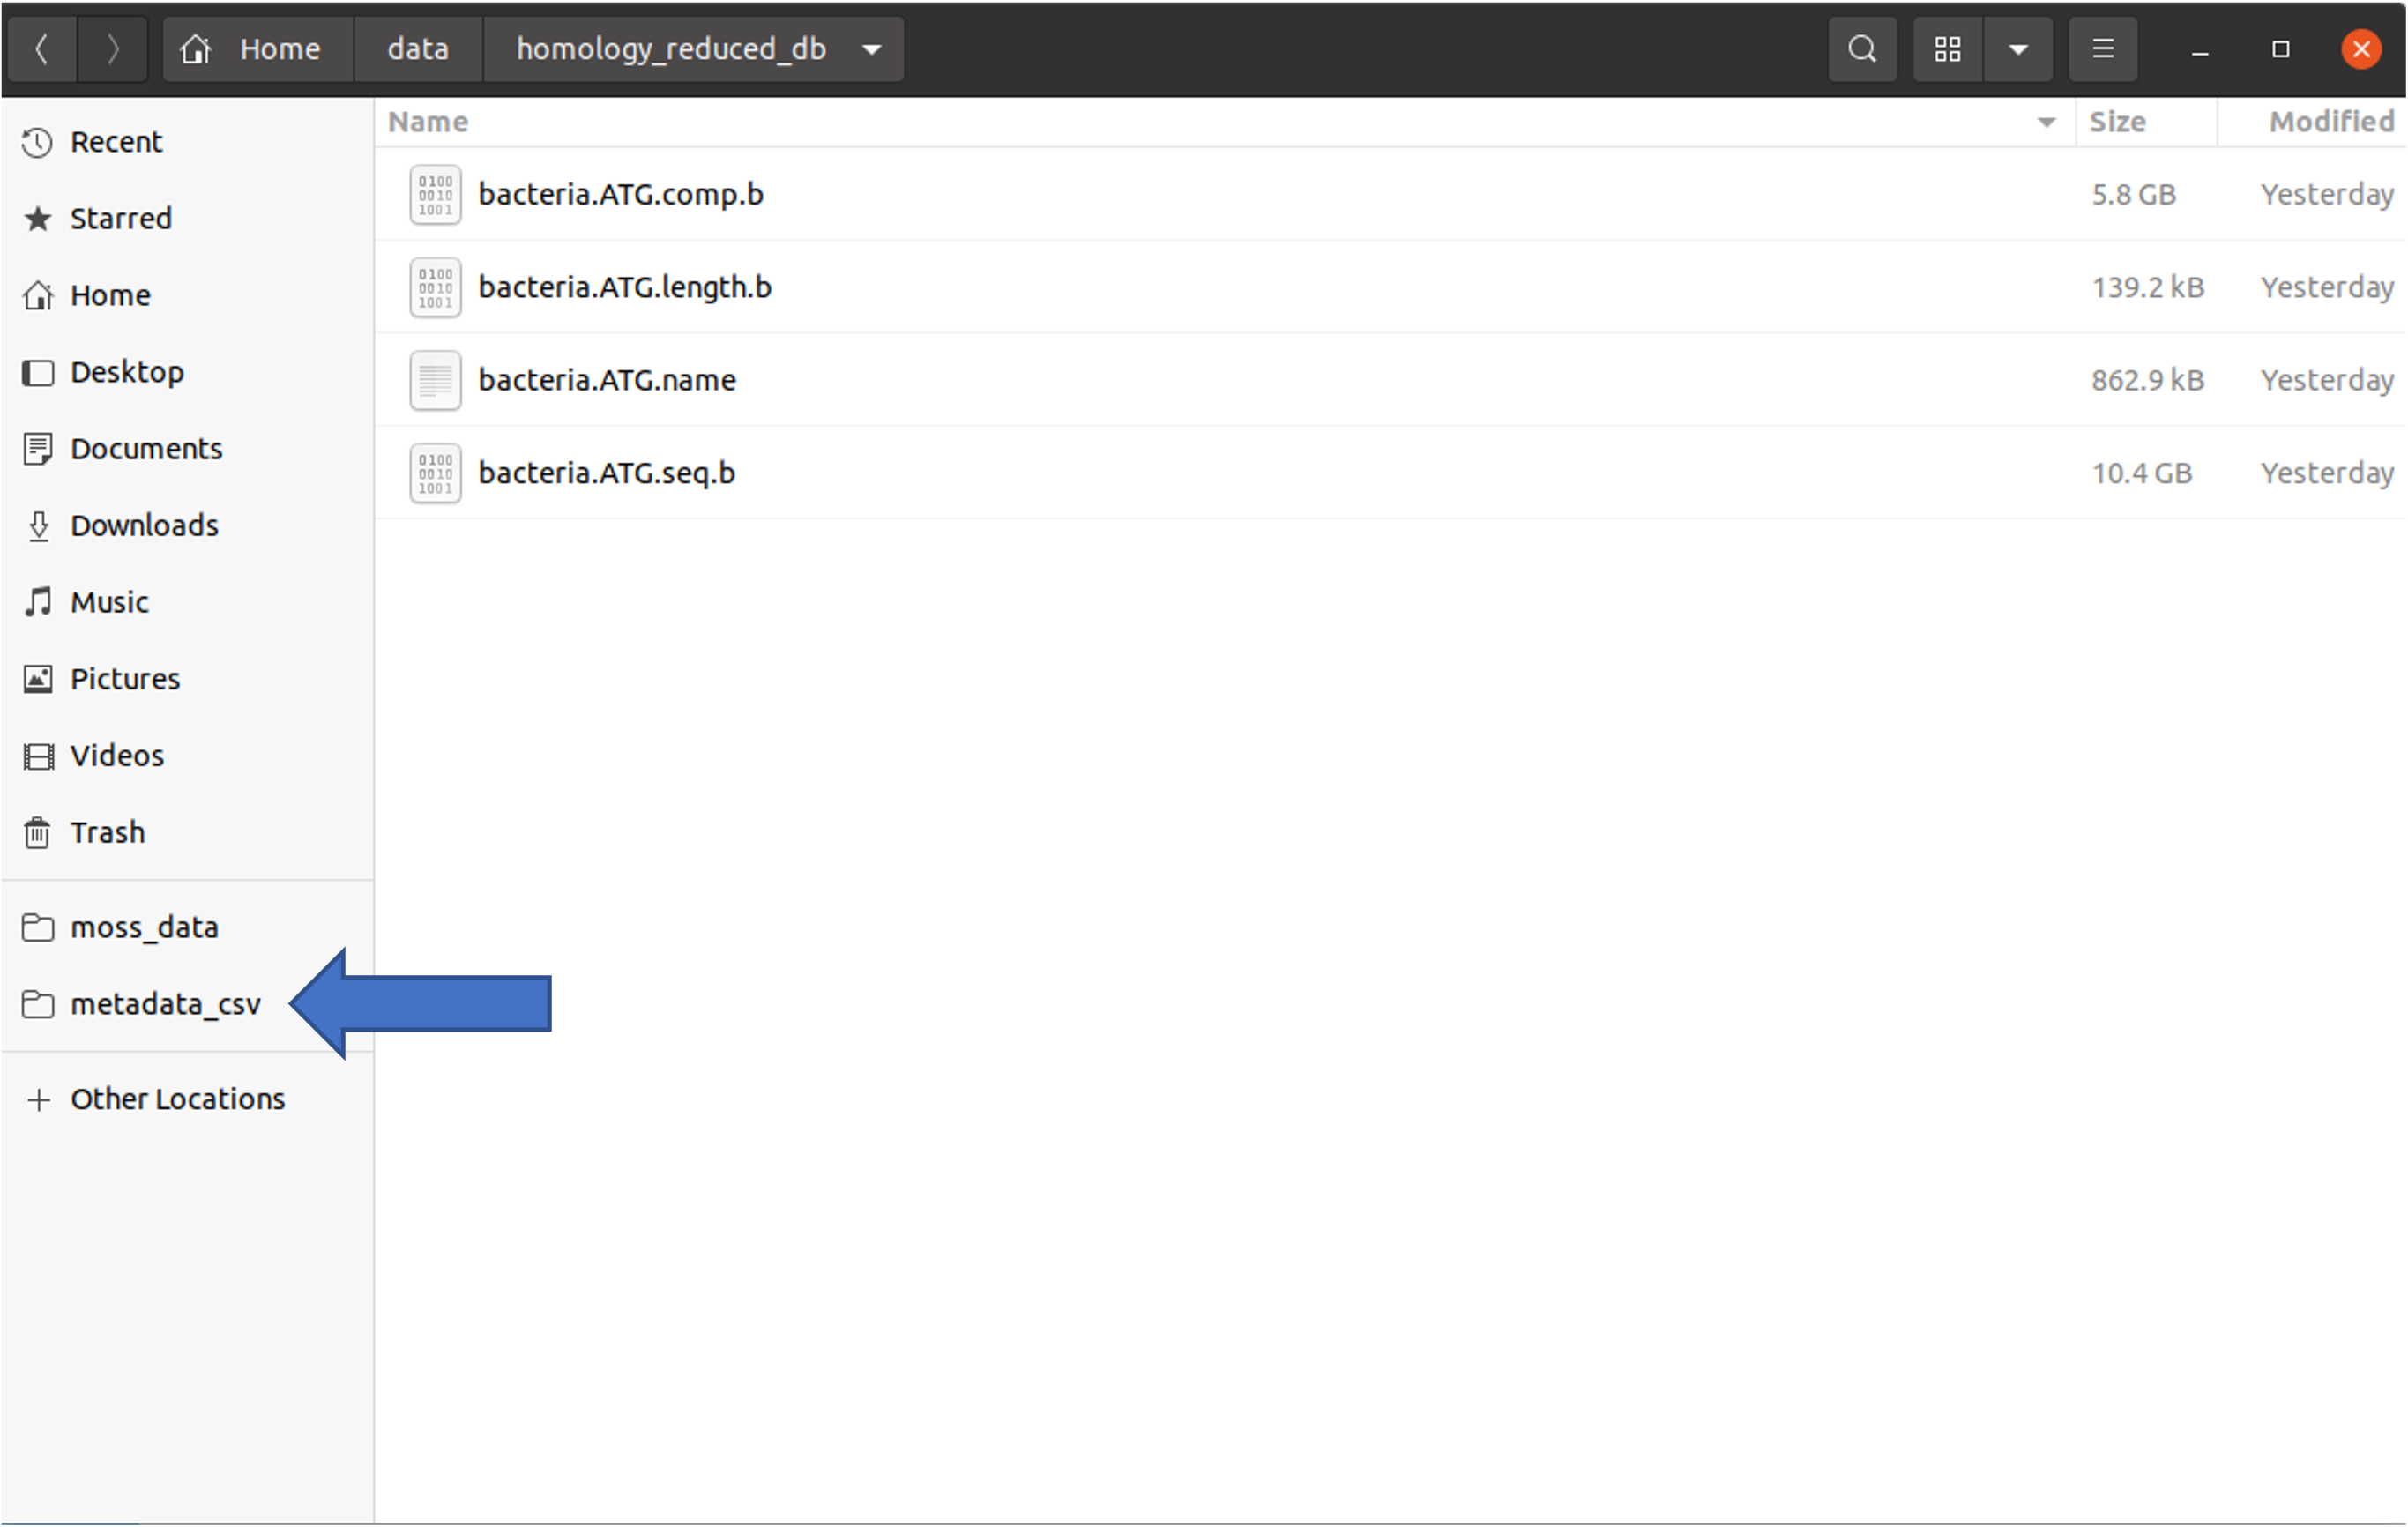 Home data homology_reduced_db
Name Size Modified
Recent
Starred
Home
Desktop
Documents
Downloads
Music
Pictures
Videos
Trash
moss_data
metadata_csv
Other Locations
bacteria.ATG.comp.b 5.8 GB Yesterday
bacteria.ATG.length.b 139.2 kB Yesterday
bacteria.ATG.name 862.9 kB Yesterday
bacteria.ATG.seq.b 10.4 GB Yesterday